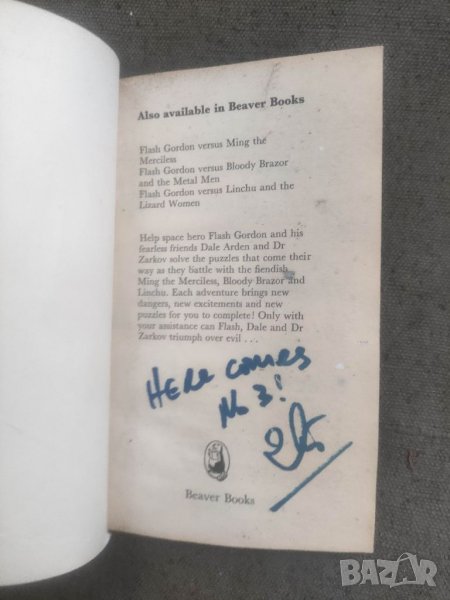 Also available in Beaver Books
Flash Gordon versus Ming the
Merciless
Flash Gordon versus Bloody Brazor
and the Metal Men
Flash Gordon versus Linchu and the
Lizard Women
Help space hero Flash Gordon and his
fearless friends Dale Arden and Dr
Zarkov solve the puzzles that come their
way as they battle with the fiendish
Ming the Merciless, Bloody Brazor and
Linchu. Each adventure brings new
dangers, new excitements and new
puzzles for you to complete! Only with
your assistance can Flash, Dale and Dr
Zarkov triumph over evil . . .
HERE COMES
No 3!
Beaver Books
BAZAR.bg